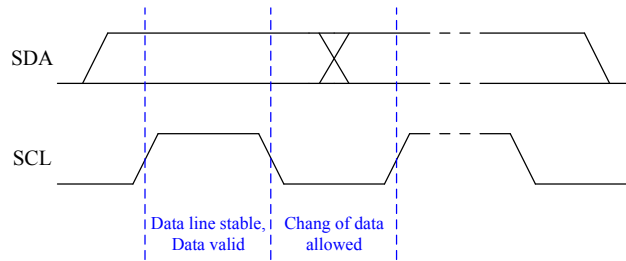 SDA
SCL
Data line stable,
Data valid
Chang of data
allowed